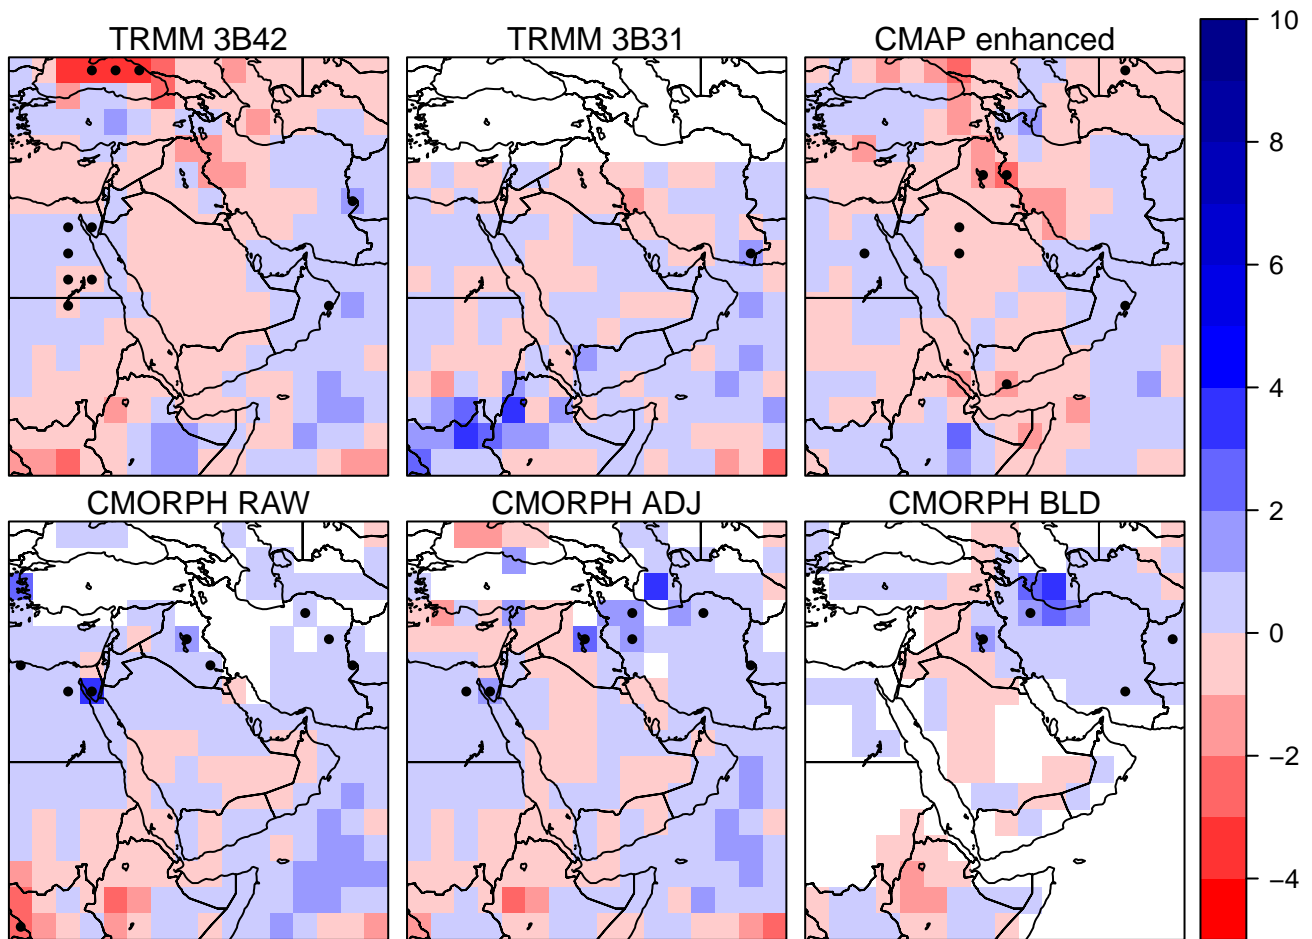 TRMM 3B42
TRMM 3B31
CMAP enhanced
CMORPH RAW
CMORPH ADJ
CMORPH BLD
10
8
6
4
2
0
−2
−4